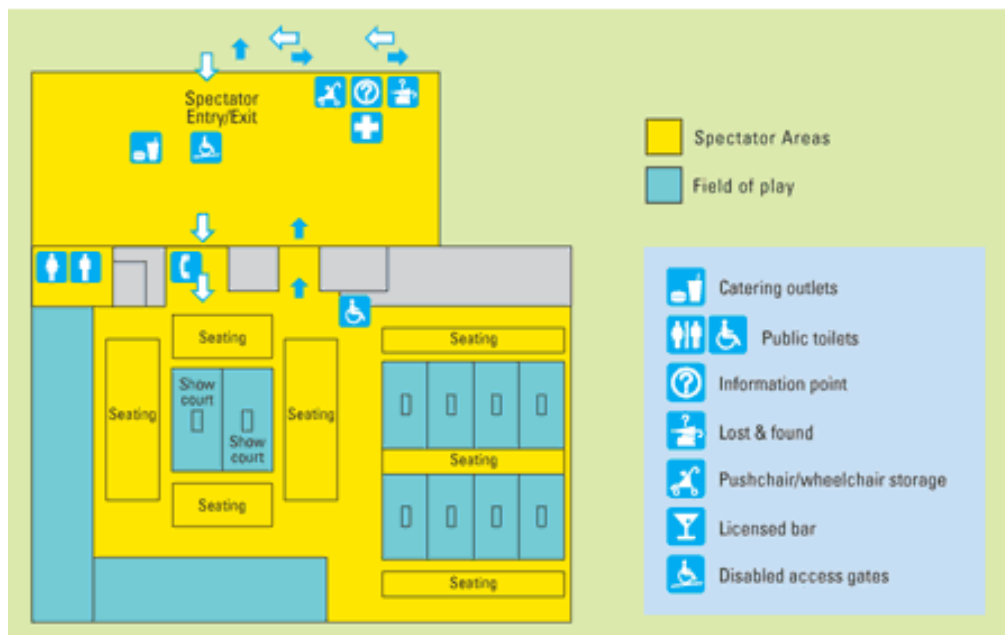 Spectator
Entry/Exit
Seating
Seating
Show
court
Show
court
Seating
Seating
Seating
Seating
Seating
Spectator Areas
Field of play
Catering outlets
Public toilets
Information point
Lost & found
Pushchair/wheelchair storage
Licensed bar
Disabled access gates